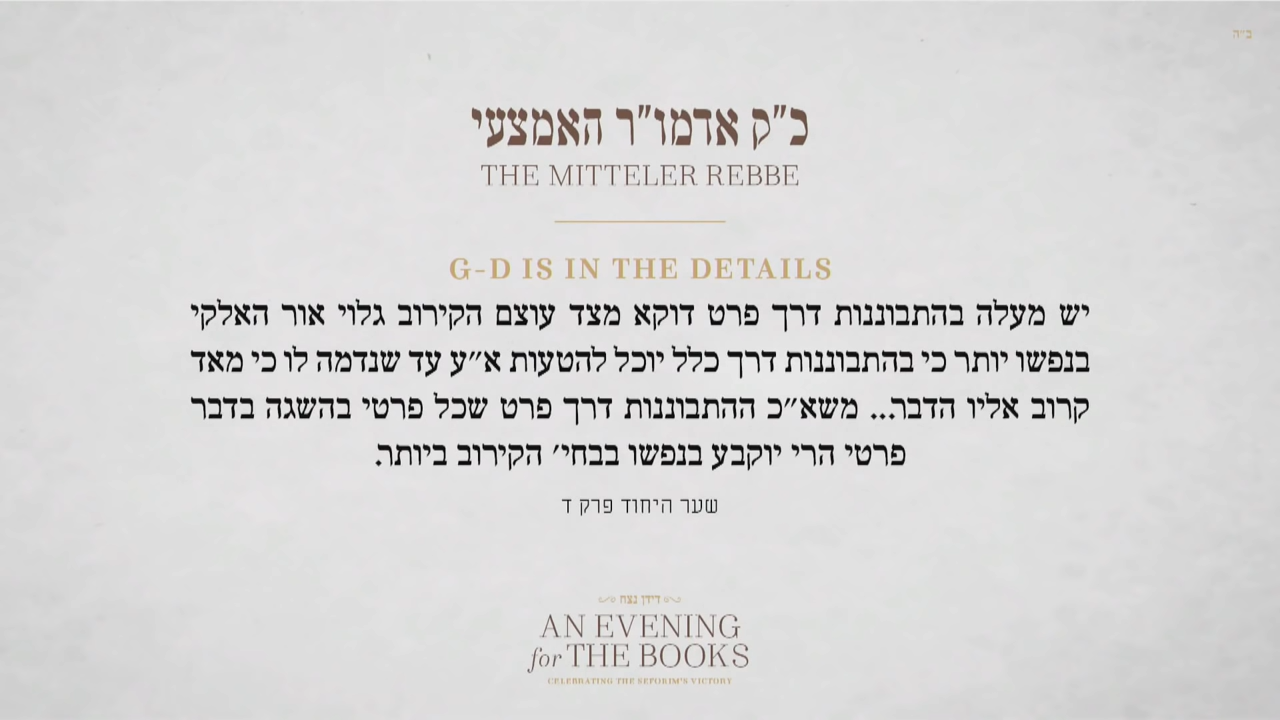 ב״ה
כ"ק אדמו"ר האמצעי
THE MITTELER REBBE
G-D IS IN THE DETAILS
יש מעלה בהתבוננות דרך פרט דוקא מצד עוצם הקירוב גלוי אור האלקי
בנפשו יותר כי בהתבוננות דרך כלל יוכל להטעות א״ע עד שנדמה לו כי מאד
קרוב אליו הדבר... משא״כ ההתבוננות דרך פרט שכל פרטי בהשגה בדבר
פרטי הרי יוקבע בנפשו בבחי׳ הקירוב ביותר.
שער היחוד פרק ד
דידן נצח
AN EVENING
for THE BOOKS
CELEBRATING THE SEFORIM'S VICTORY